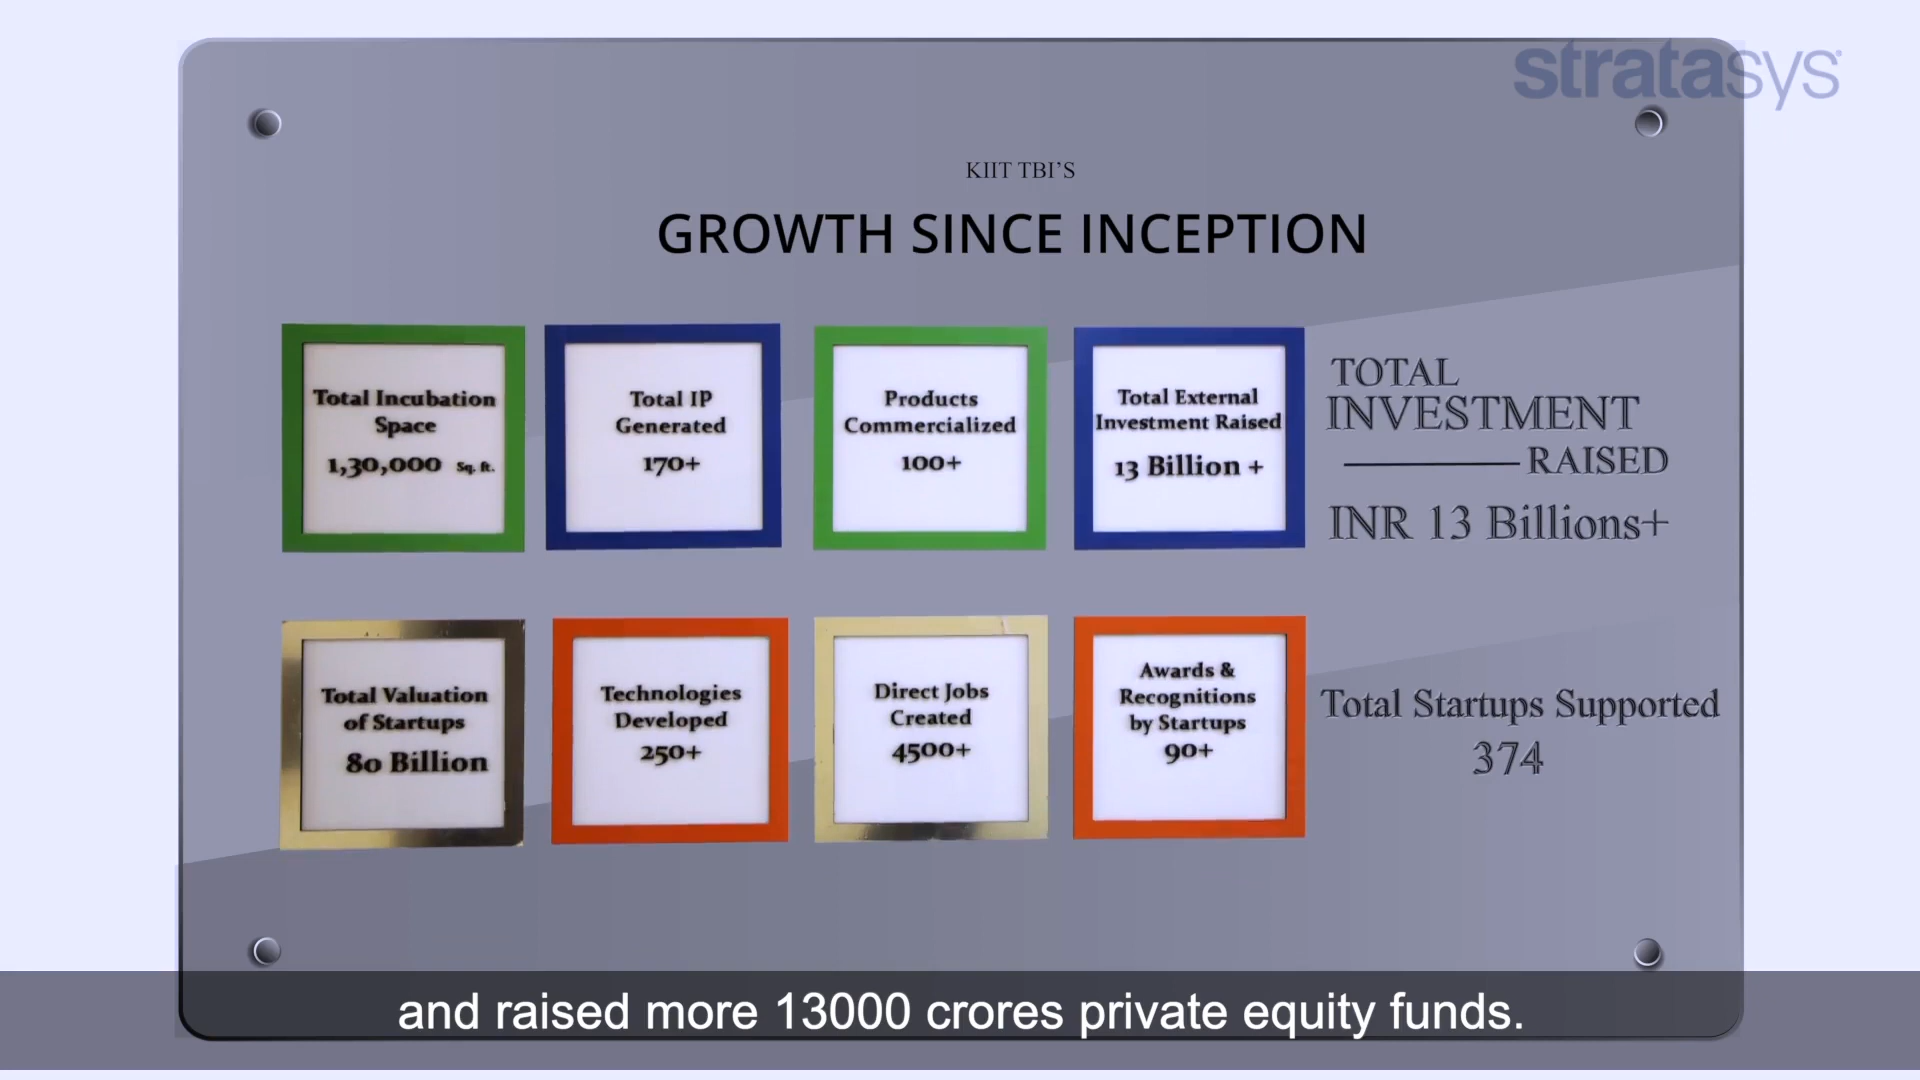 stratasys
KIIT TBI'S
GROWTH SINCE INCEPTION
Total Incubation
Space
1,30,000 Sq. ft.
Total IP
Generated
170+
Products
Commercialized
100+
Total External
Investment Raised
13 Billion +
TOTAL
INVESTMENT
RAISED
INR 13 Billions+
Total Valuation
of Startups
80 Billion
Technologies
Developed
250+
Direct Jobs
Created
4500+
Awards &
Recognitions
by Startups
90+
Total Startups Supported
374
and raised more 13000 crores private equity funds.